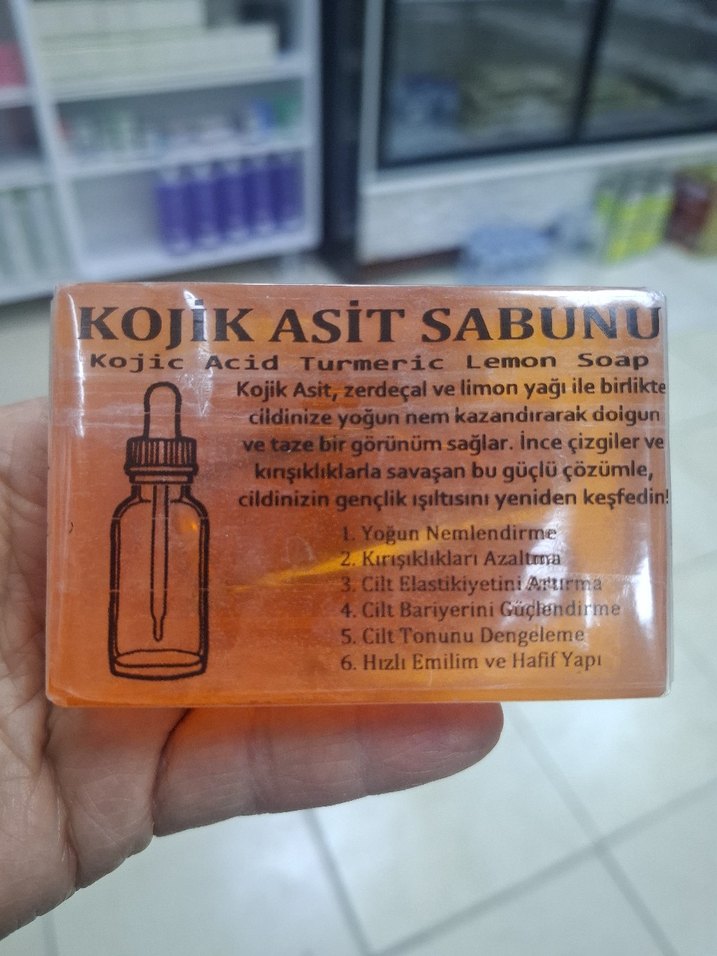 KOJİK ASİT SABUNU
Kojic Acid Turmeric Lemon Soap
Kojik Asit, zerdeçal ve limon yağı ile birlikte
cildinize yoğun nem kazandırarak dolgun
ve taze bir görünüm sağlar. İnce çizgiler ve
kırışıklıklarla savaşan bu güçlü çözümle,
cildinizin gençlik ışıltısını yeniden keşfedin!
1. Yoğun Nemlendirme
2. Kırışıklıkları Azaltma
3. Cilt Elastikiyetini Artırma
4. Cilt Bariyerini Güçlendirme
5. Cilt Tonunu Dengeleme
6. Hızlı Emilim ve Hafif Yapı